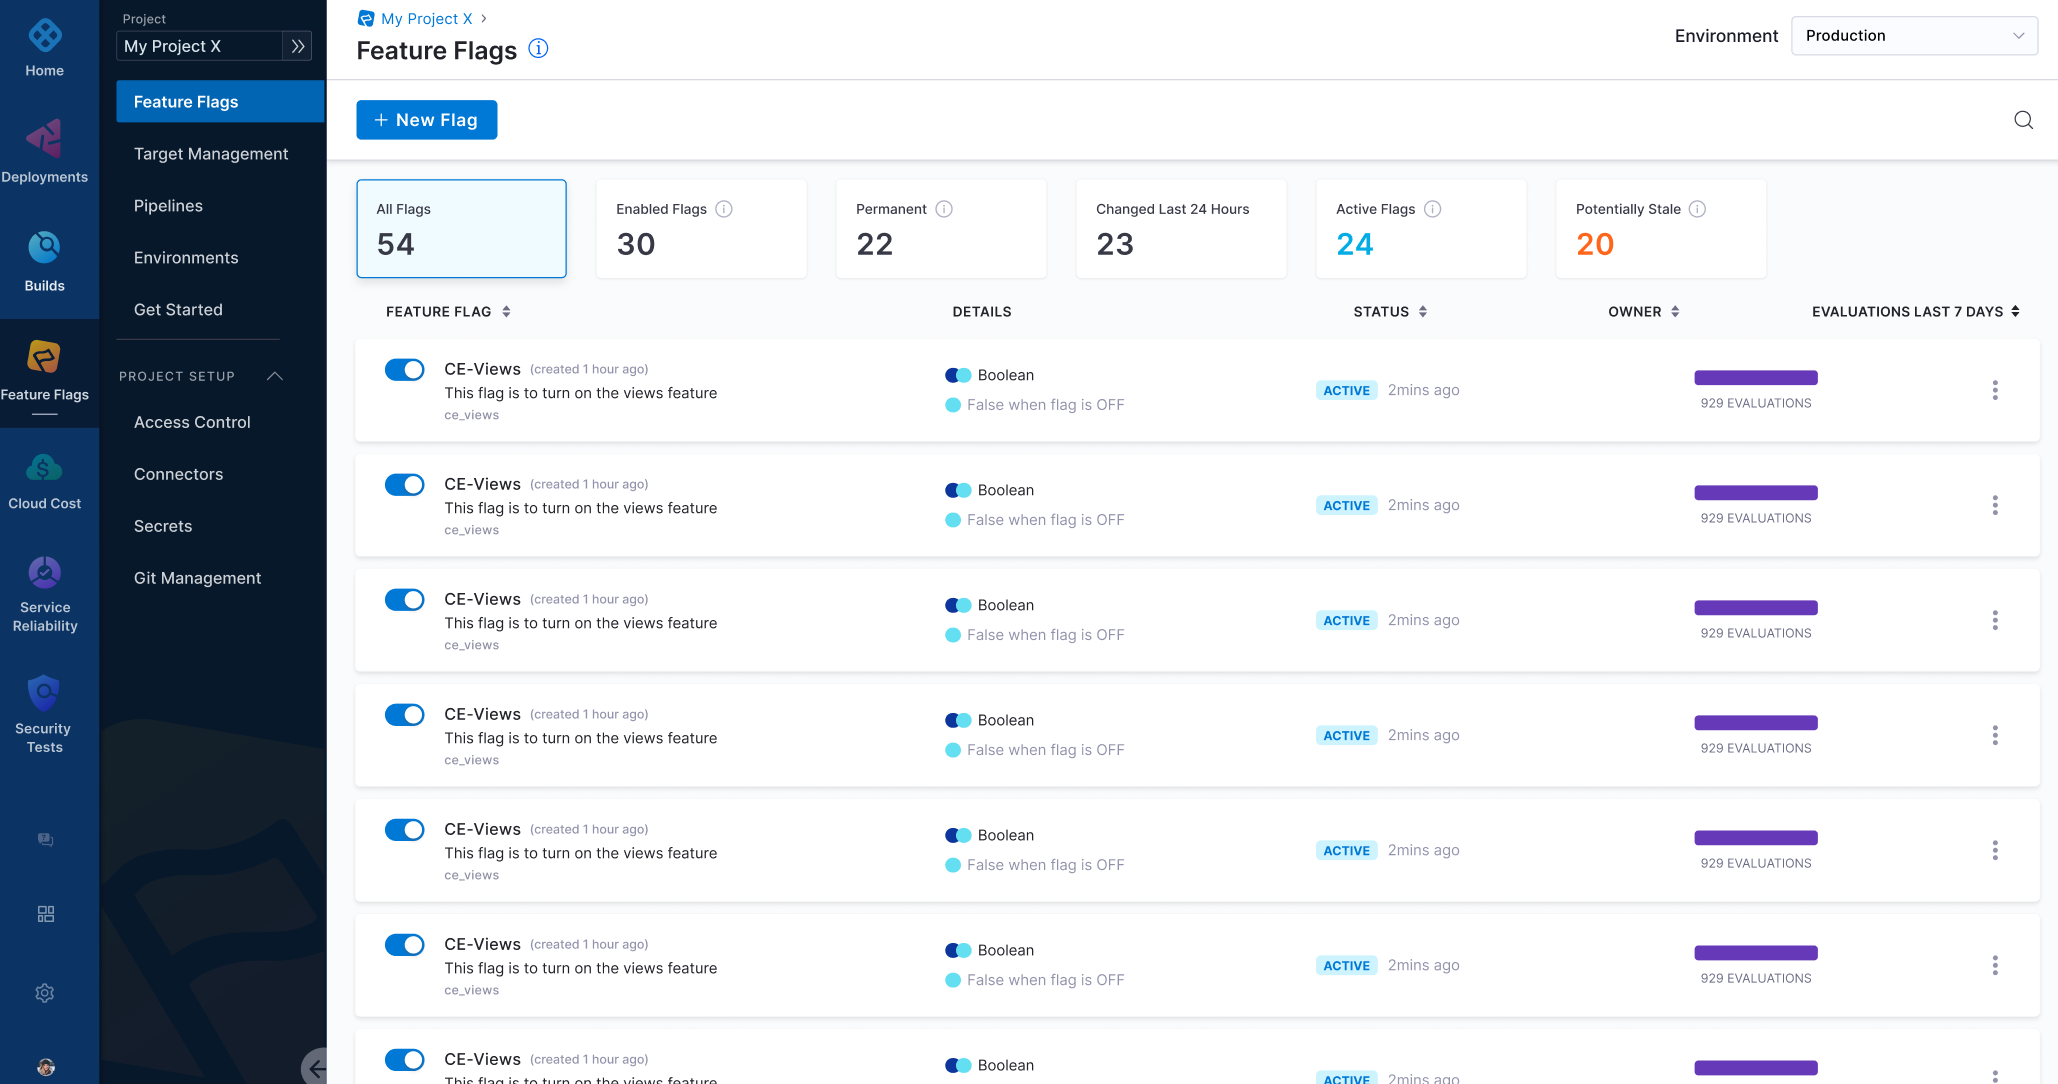 Home
Deployments
Builds
Feature Flags
Cloud Cost
Service
Reliability
Security
Tests
Project
My Project X
Feature Flags
Target Management
Pipelines
Environments
Get Started
PROJECT SETUP
Access Control
Connectors
Secrets
Git Management
My Project X
Feature Flags
Environment
Production
+ New Flag
All Flags
54
Enabled Flags
30
Permanent
22
Changed Last 24 Hours
23
Active Flags
24
Potentially Stale
20
FEATURE FLAG DETAILS STATUS OWNER EVALUATIONS LAST 7 DAYS
CE-Views (created 1 hour ago)
This flag is to turn on the views feature
ce_views
Boolean
False when flag is OFF
ACTIVE 2mins ago
929 EVALUATIONS
CE-Views (created 1 hour ago)
This flag is to turn on the views feature
ce_views
Boolean
False when flag is OFF
ACTIVE 2mins ago
929 EVALUATIONS
CE-Views (created 1 hour ago)
This flag is to turn on the views feature
ce_views
Boolean
False when flag is OFF
ACTIVE 2mins ago
929 EVALUATIONS
CE-Views (created 1 hour ago)
This flag is to turn on the views feature
ce_views
Boolean
False when flag is OFF
ACTIVE 2mins ago
929 EVALUATIONS
CE-Views (created 1 hour ago)
This flag is to turn on the views feature
ce_views
Boolean
False when flag is OFF
ACTIVE 2mins ago
929 EVALUATIONS
CE-Views (created 1 hour ago)
This flag is to turn on the views feature
ce_views
Boolean
False when flag is OFF
ACTIVE 2mins ago
929 EVALUATIONS
CE-Views (created 1 hour ago)
This flag is to turn on the views feature
Boolean
ACTIVE 2mins ago